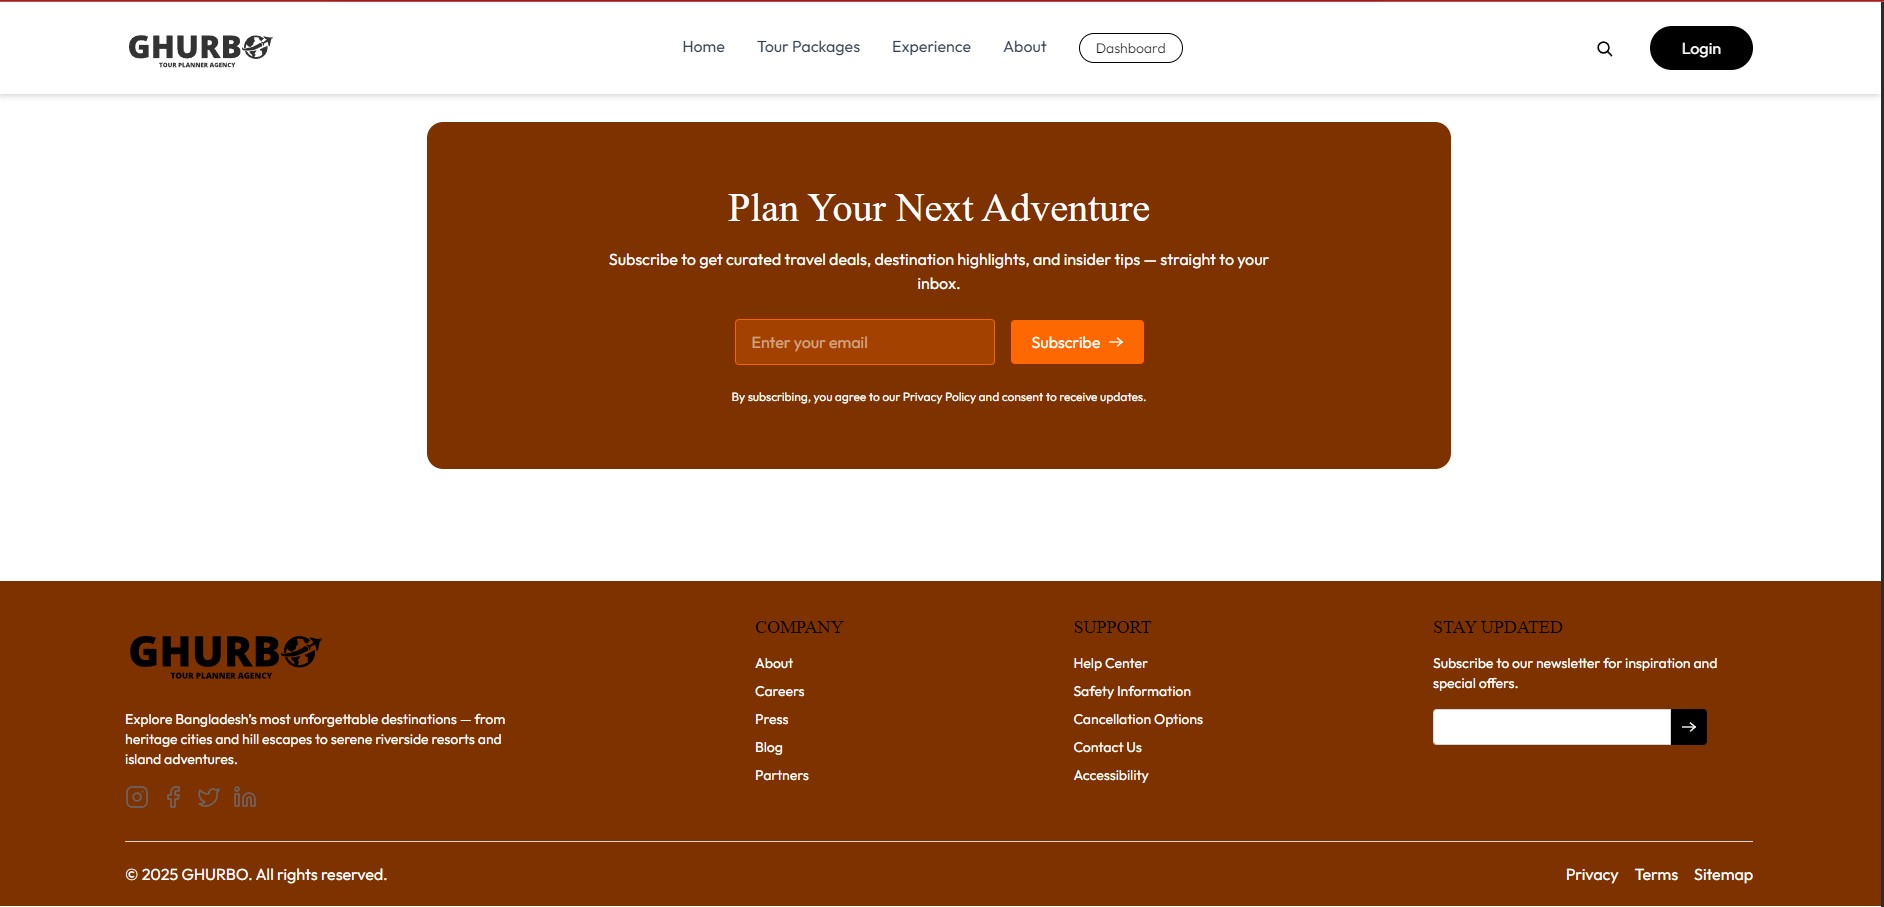 GHURBO
TOUR PLANNER AGENCY
Home
Tour Packages
Experience
About
Dashboard
Login
Plan Your Next Adventure
Subscribe to get curated travel deals, destination highlights, and insider tips — straight to your
inbox.
Enter your email
Subscribe →
By subscribing, you agree to our Privacy Policy and consent to receive updates.
GHURBO
TOUR PLANNER AGENCY
Explore Bangladesh's most unforgettable destinations — from
heritage cities and hill escapes to serene riverside resorts and
island adventures.
COMPANY
About
Careers
Press
Blog
Partners
SUPPORT
Help Center
Safety Information
Cancellation Options
Contact Us
Accessibility
STAY UPDATED
Subscribe to our newsletter for inspiration and
special offers.
→
© 2025 GHURBO. All rights reserved.
Privacy
Terms
Sitemap